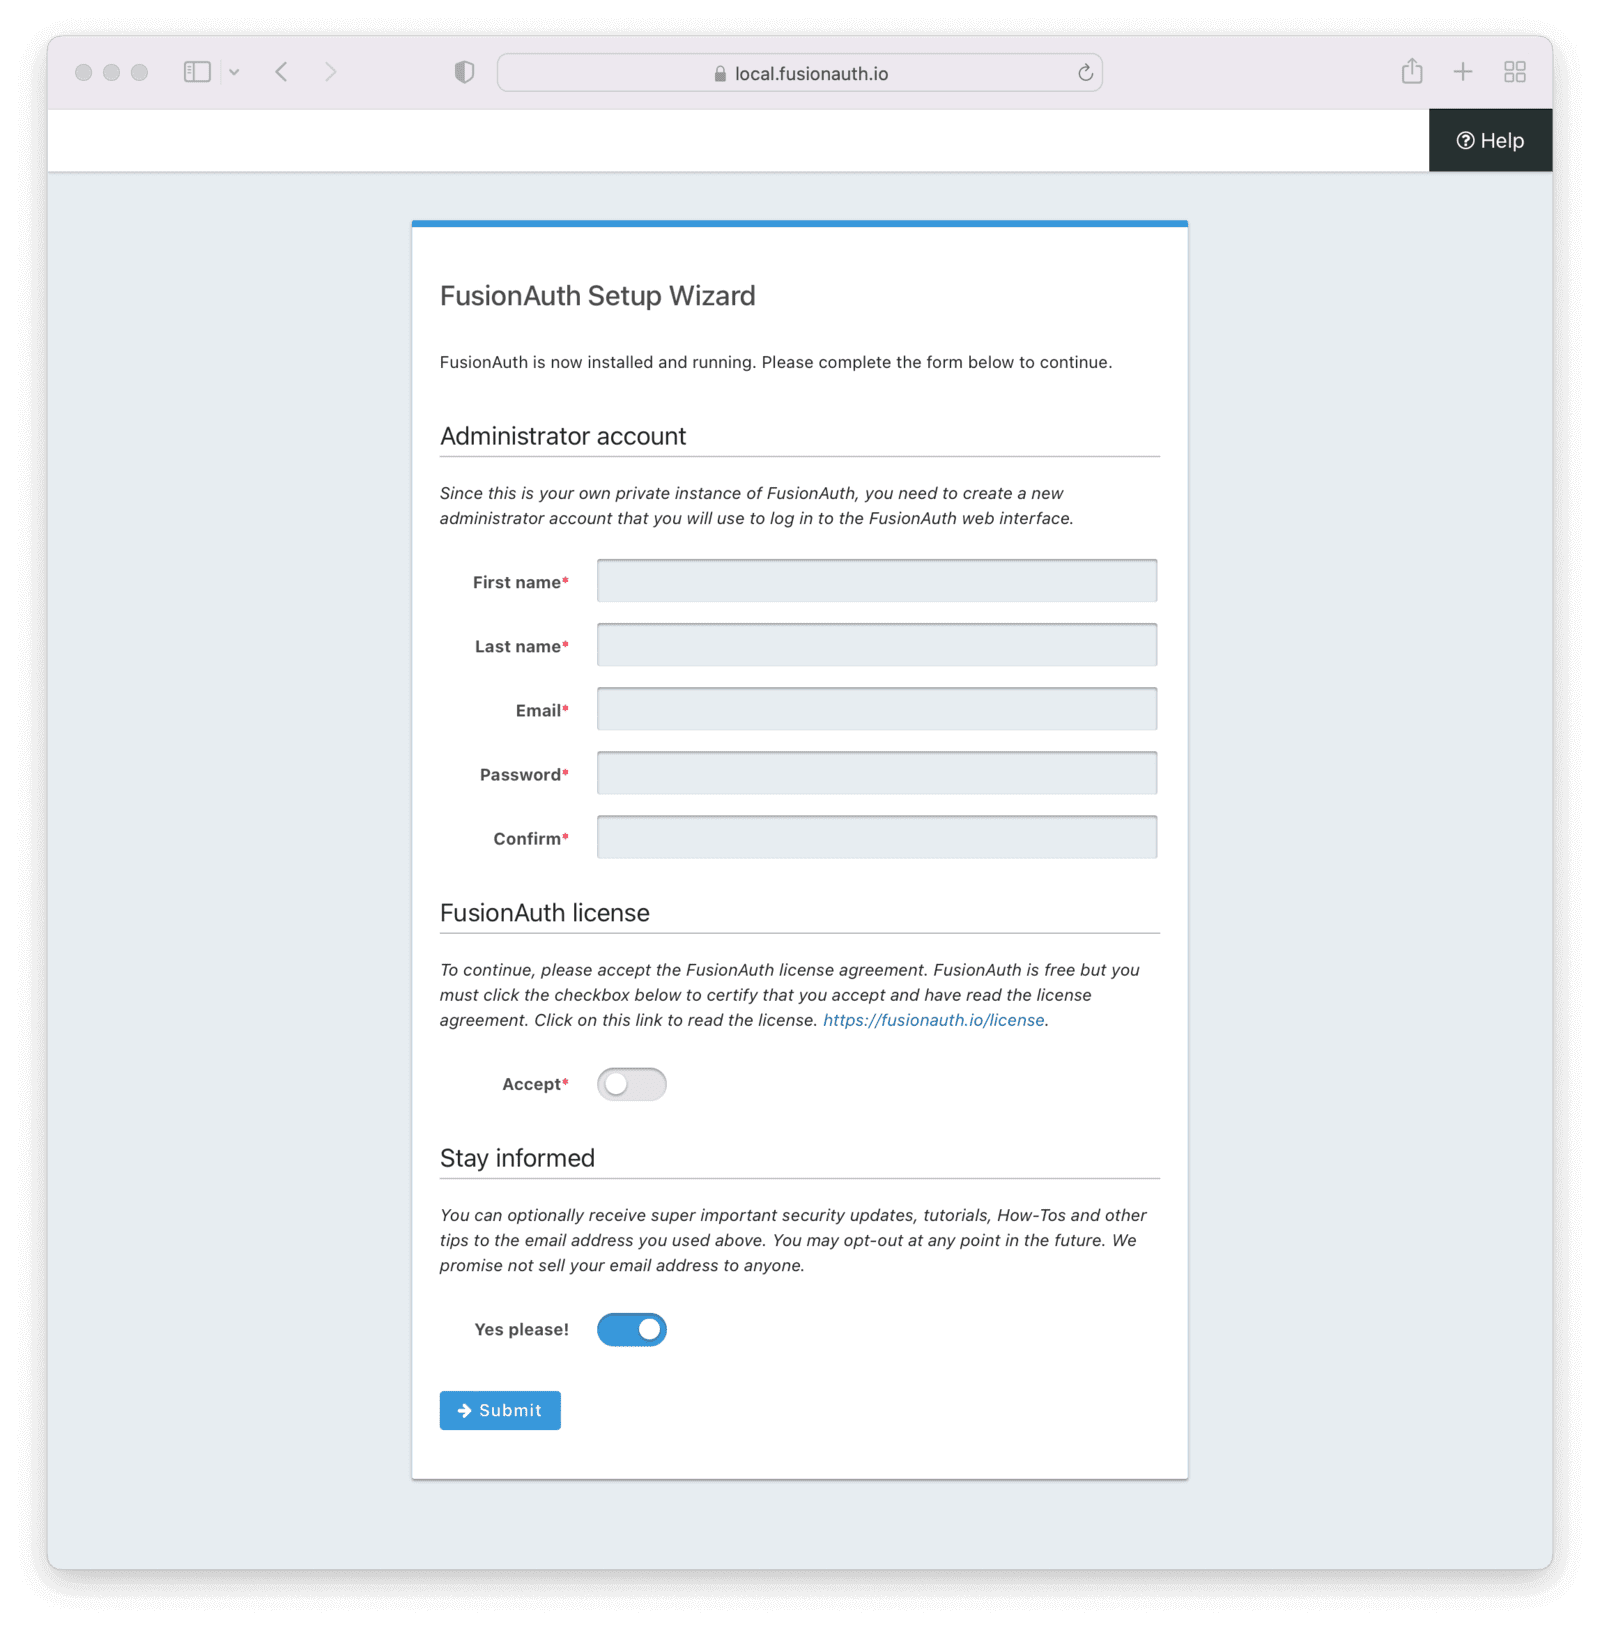 local.fusionauth.io
Help
FusionAuth Setup Wizard
FusionAuth is now installed and running. Please complete the form below to continue.
Administrator account
Since this is your own private instance of FusionAuth, you need to create a new
administrator account that you will use to log in to the FusionAuth web interface.
First name*
Last name*
Email*
Password*
Confirm*
FusionAuth license
To continue, please accept the FusionAuth license agreement. FusionAuth is free but you
must click the checkbox below to certify that you accept and have read the license
agreement. Click on this link to read the license. https://fusionauth.io/license.
Accept*
Stay informed
You can optionally receive super important security updates, tutorials, How-Tos and other
tips to the email address you used above. You may opt-out at any point in the future. We
promise not sell your email address to anyone.
Yes please!
Submit